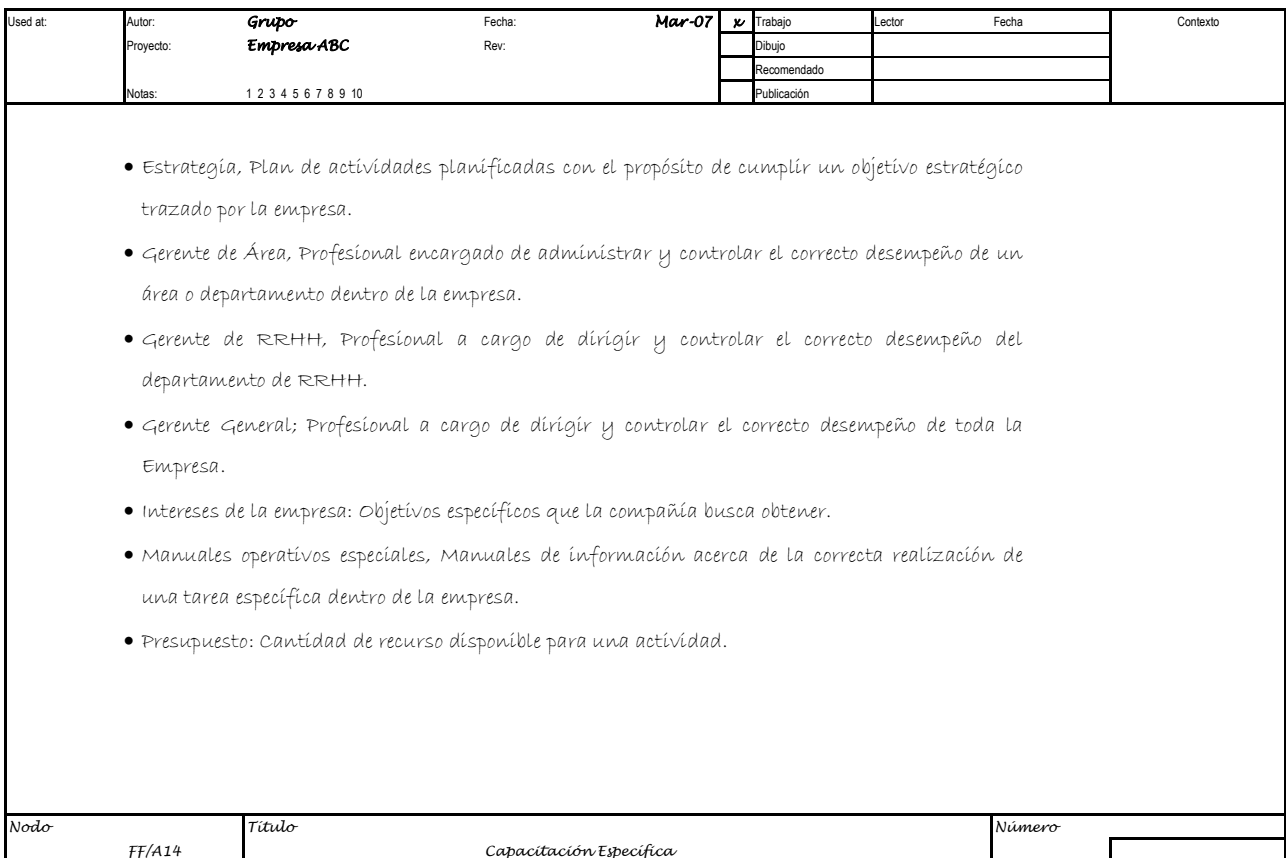 Used at: Autor: Grupo Fecha: Mar-07 x Trabajo Lector Fecha Contexto
Proyecto: Empresa ABC Rev: Dibujo
Recomendado
Notas: 1 2 3 4 5 6 7 8 9 10 Publicación
• Estrategia, Plan de actividades planificadas con el propósito de cumplir un objetivo estratégico
trazado por la empresa.
• Gerente de Área, Profesional encargado de administrar y controlar el correcto desempeño de un
área o departamento dentro de la empresa.
• Gerente de RRHH, Profesional a cargo de dirigir y controlar el correcto desempeño del
departamento de RRHH.
• Gerente General; Profesional a cargo de dirigir y controlar el correcto desempeño de toda la
Empresa.
• Intereses de la empresa: Objetivos específicos que la compañía busca obtener.
• Manuales operativos especiales, Manuales de información acerca de la correcta realización de
una tarea específica dentro de la empresa.
• Presupuesto: Cantidad de recurso disponible para una actividad.
Nodo Título Número
FF/A14 Capacitación Específica